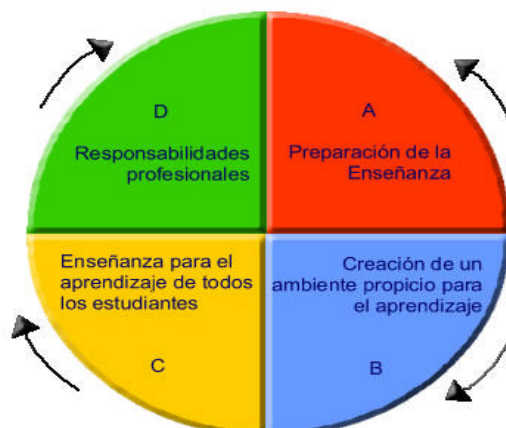 D
Responsabilidades
profesionales
A
Preparación de la
Enseñanza
Enseñanza para el
aprendizaje de todos
los estudiantes
C
Creación de un
ambiente propicio para
el aprendizaje
B